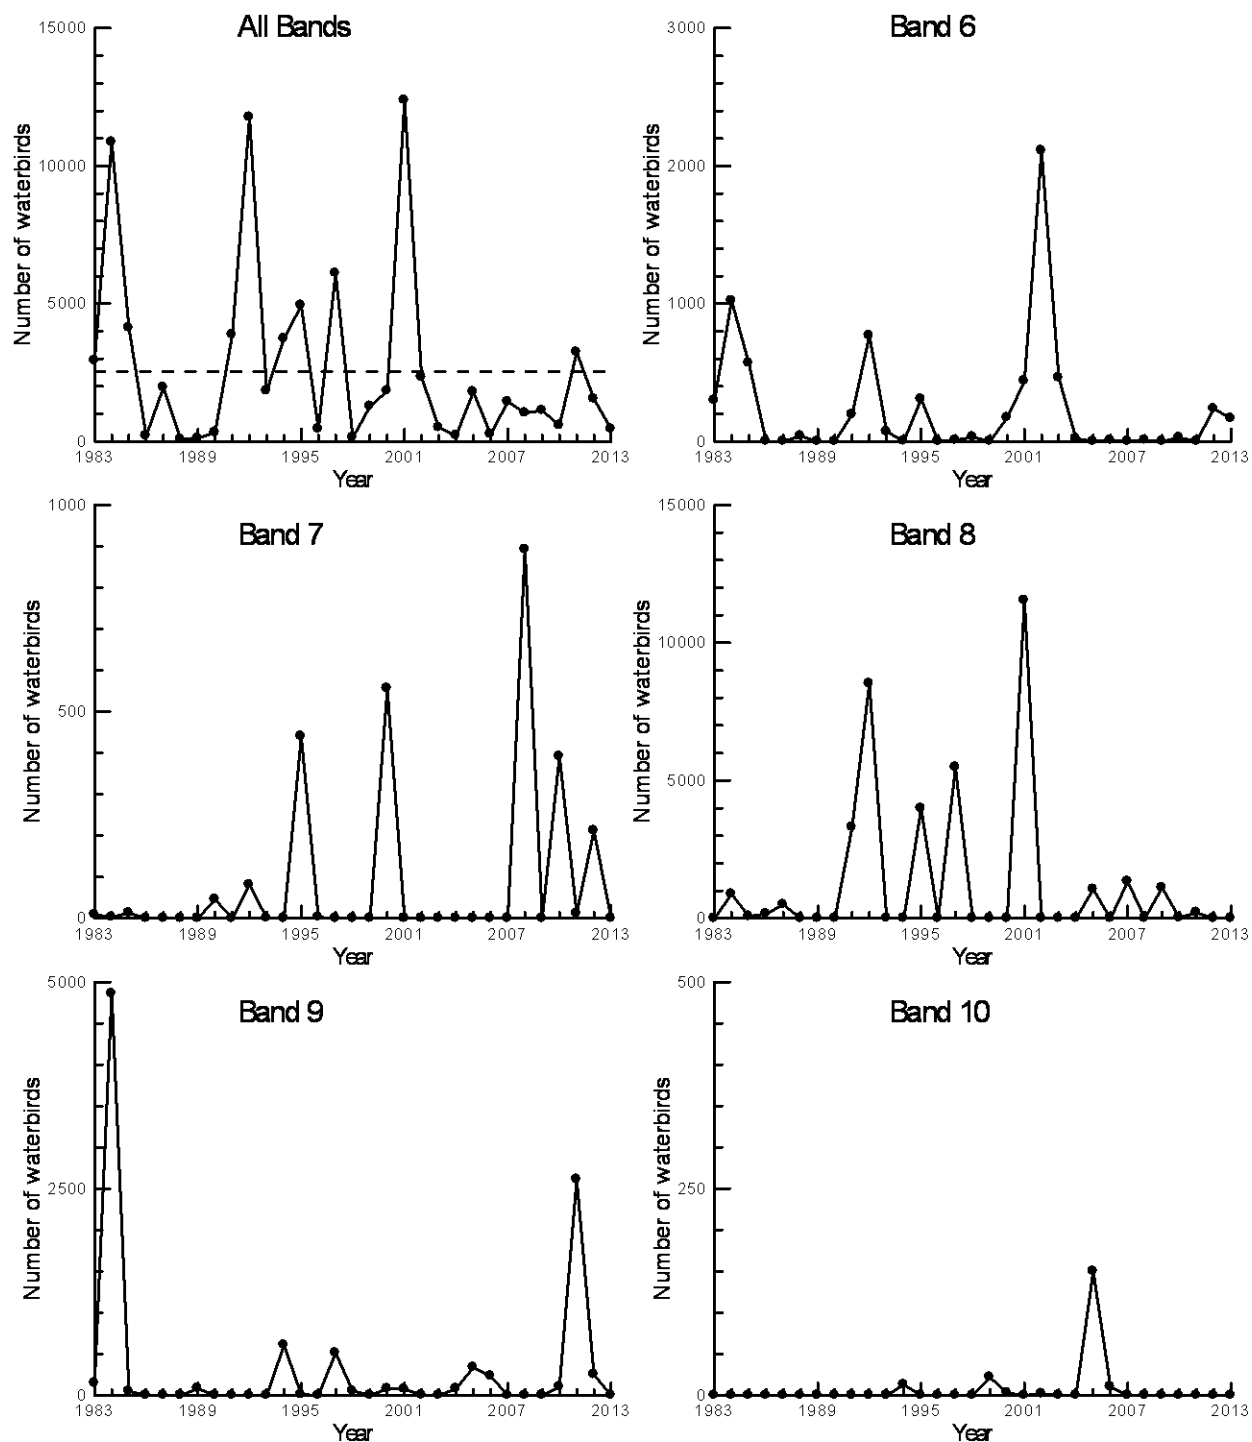 All Bands
15000
10000
5000
0
Number of waterbirds
1983 1989 1995 2001 2007 2013
Year
Band 6
3000
2000
1000
0
Number of waterbirds
1983 1989 1995 2001 2007 2013
Year
Band 7
1000
500
0
Number of waterbirds
1983 1989 1995 2001 2007 2013
Year
Band 8
15000
10000
5000
0
Number of waterbirds
1983 1989 1995 2001 2007 2013
Year
Band 9
5000
2500
0
Number of waterbirds
1983 1989 1995 2001 2007 2013
Year
Band 10
500
250
0
Number of waterbirds
1983 1989 1995 2001 2007 2013
Year